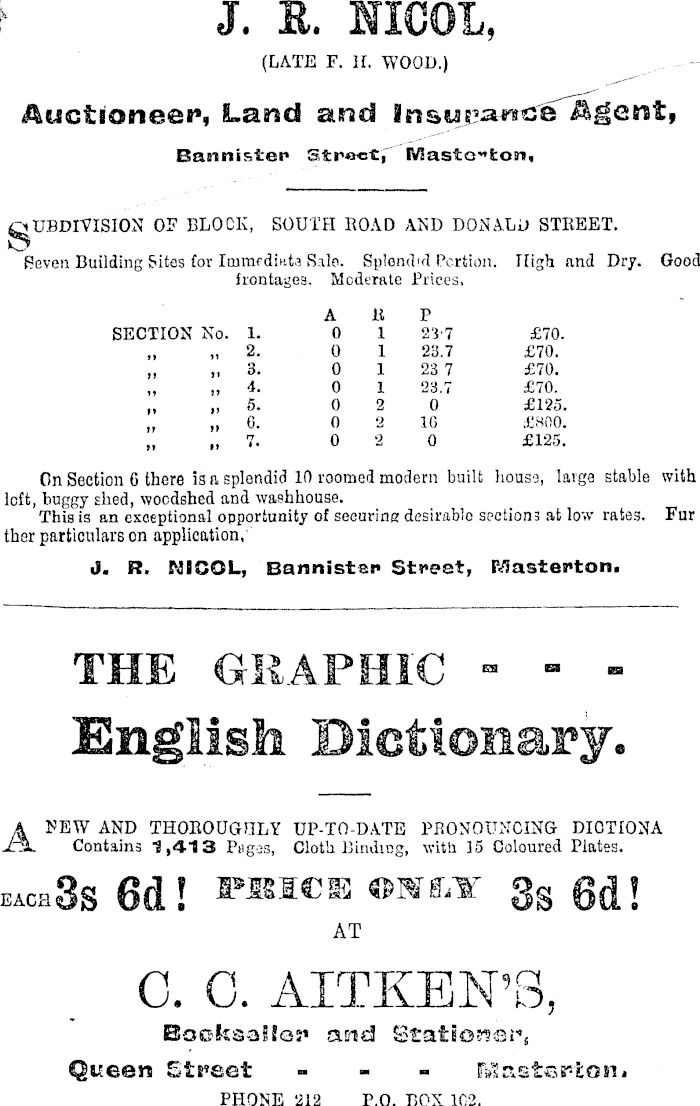 J. R. NICOL,
(LATE F. H. WOOD.)
Auctioneer, Land and Insurance Agent,
Bannister Street, Masterton,
SUBDIVISION OF BLOCK, SOUTH ROAD AND DONALD STREET.
Seven Building Sites for Immediate Sale. Splendid Portion. High and Dry. Good
frontages. Moderate Prices.
A R P
SECTION No. 1. 0 1 23·7 £70.
„ „ 2. 0 1 23.7 £70.
„ „ 3. 0 1 23 7 £70.
„ „ 4. 0 1 23.7 £70.
„ „ 5. 0 2 0 £125.
„ „ 6. 0 2 16 £800.
„ „ 7. 0 2 0 £125.
On Section 6 there is a splendid 10 roomed modern built house, large stable with
loft, buggy shed, woodshed and washhouse.
This is an exceptional opportunity of securing desirable sections at low rates. Fur
ther particulars on application.
J. R. NICOL, Bannister Street, Masterton.
THE GRAPHIC - - -
English Dictionary.
A NEW AND THOROUGHLY UP-TO-DATE PRONOUNCING DICTIONA
Contains 1,413 Pages, Cloth Binding, with 15 Coloured Plates.
EACH 3s 6d! PRICE ONLY 3s 6d!
AT
C. C. AITKEN'S,
Bookseller and Stationer,
Queen Street - - - Masterton.
PHONE 212 P.O. BOX 102.